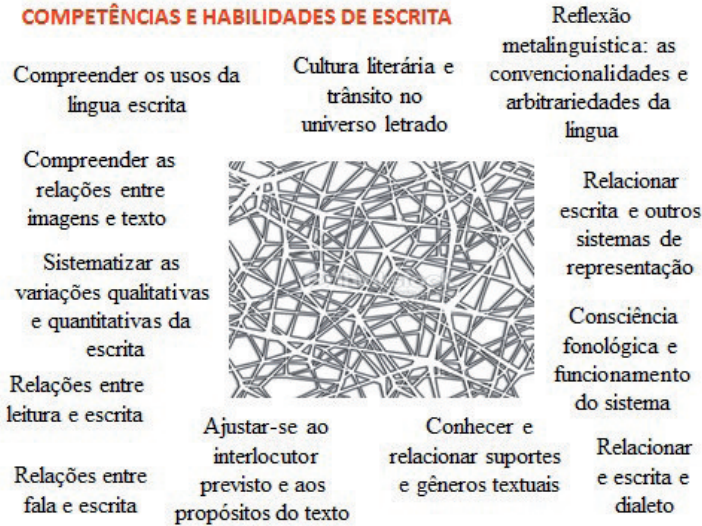 COMPETÊNCIAS E HABILIDADES DE ESCRITA
Compreender os usos da
língua escrita
Cultura literária e
trânsito no
universo letrado
Reflexão
metalinguística: as
convencionalidades e
arbitrariedades da
língua
Compreender as
relações entre
imagens e texto
Relacionar
escrita e outros
sistemas de
representação
Sistematizar as
variações qualitativas
e quantitativas da
escrita
Consciência
fonológica e
funcionamento
do sistema
Relações entre
leitura e escrita
Ajustar-se ao
interlocutor
previsto e aos
propósitos do texto
Conhecer e
relacionar suportes
e gêneros textuais
Relacionar
e escrita e
dialeto
Relações entre
fala e escrita